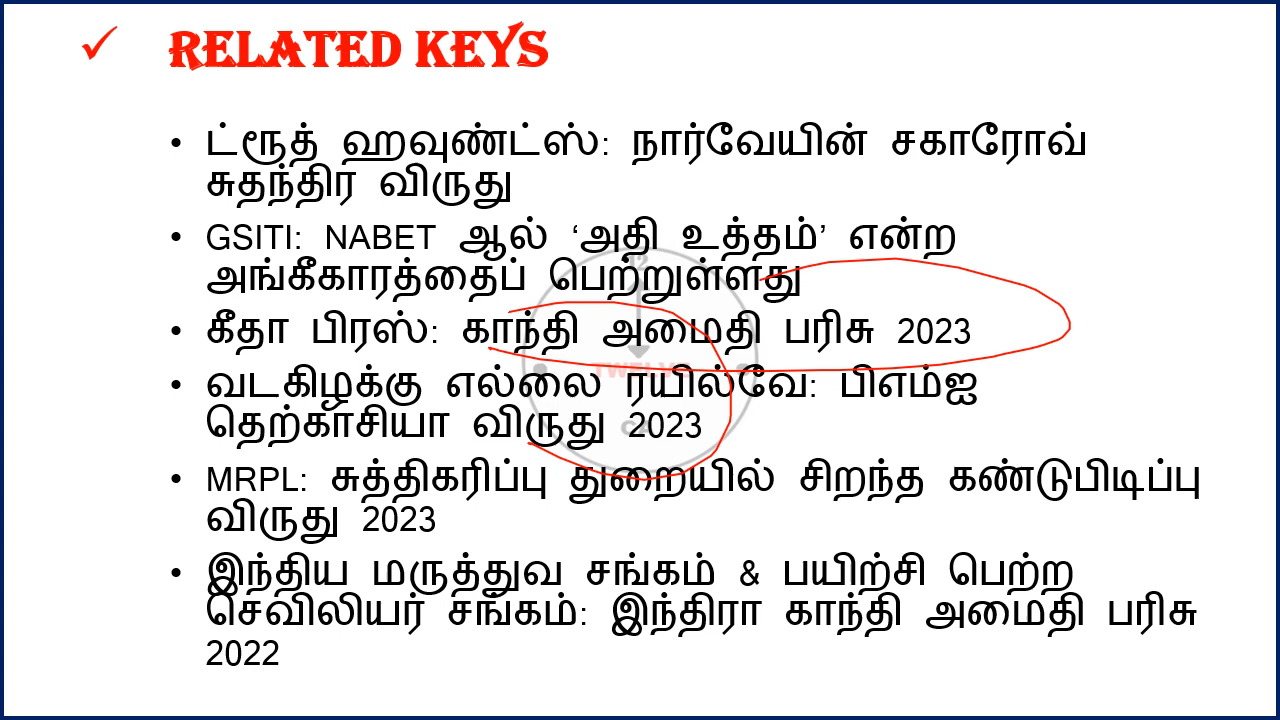 ✓ RELATED KEYS
• ட்ரூத் ஹவுண்ட்ஸ்: நார்வேயின் சகாரோவ்
சுதந்திர விருது
• GSITI: NABET ஆல் ‘அதி உத்தம்’ என்ற
அங்கீகாரத்தைப் பெற்றுள்ளது
• கீதா பிரஸ்: காந்தி அமைதி பரிசு 2023
• வடகிழக்கு எல்லை ரயில்வே: பிஎம்ஐ
தெற்காசியா விருது 2023
• MRPL: சுத்திகரிப்பு துறையில் சிறந்த கண்டுபிடிப்பு
விருது 2023
• இந்திய மருத்துவ சங்கம் & பயிற்சி பெற்ற
செவிலியர் சங்கம்: இந்திரா காந்தி அமைதி பரிசு
2022